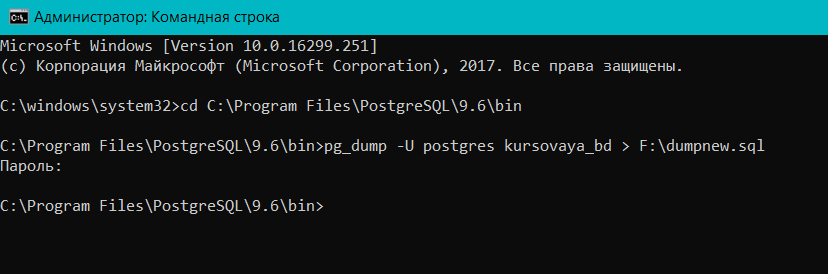 Администратор: Командная строка
Microsoft Windows [Version 10.0.16299.251]
(c) Корпорация Майкрософт (Microsoft Corporation), 2017. Все права защищены.
C:\windows\system32>cd C:\Program Files\PostgreSQL\9.6\bin
C:\Program Files\PostgreSQL\9.6\bin>pg_dump -U postgres kursovaya_bd > F:\dumpnew.sql
Пароль:
C:\Program Files\PostgreSQL\9.6\bin>